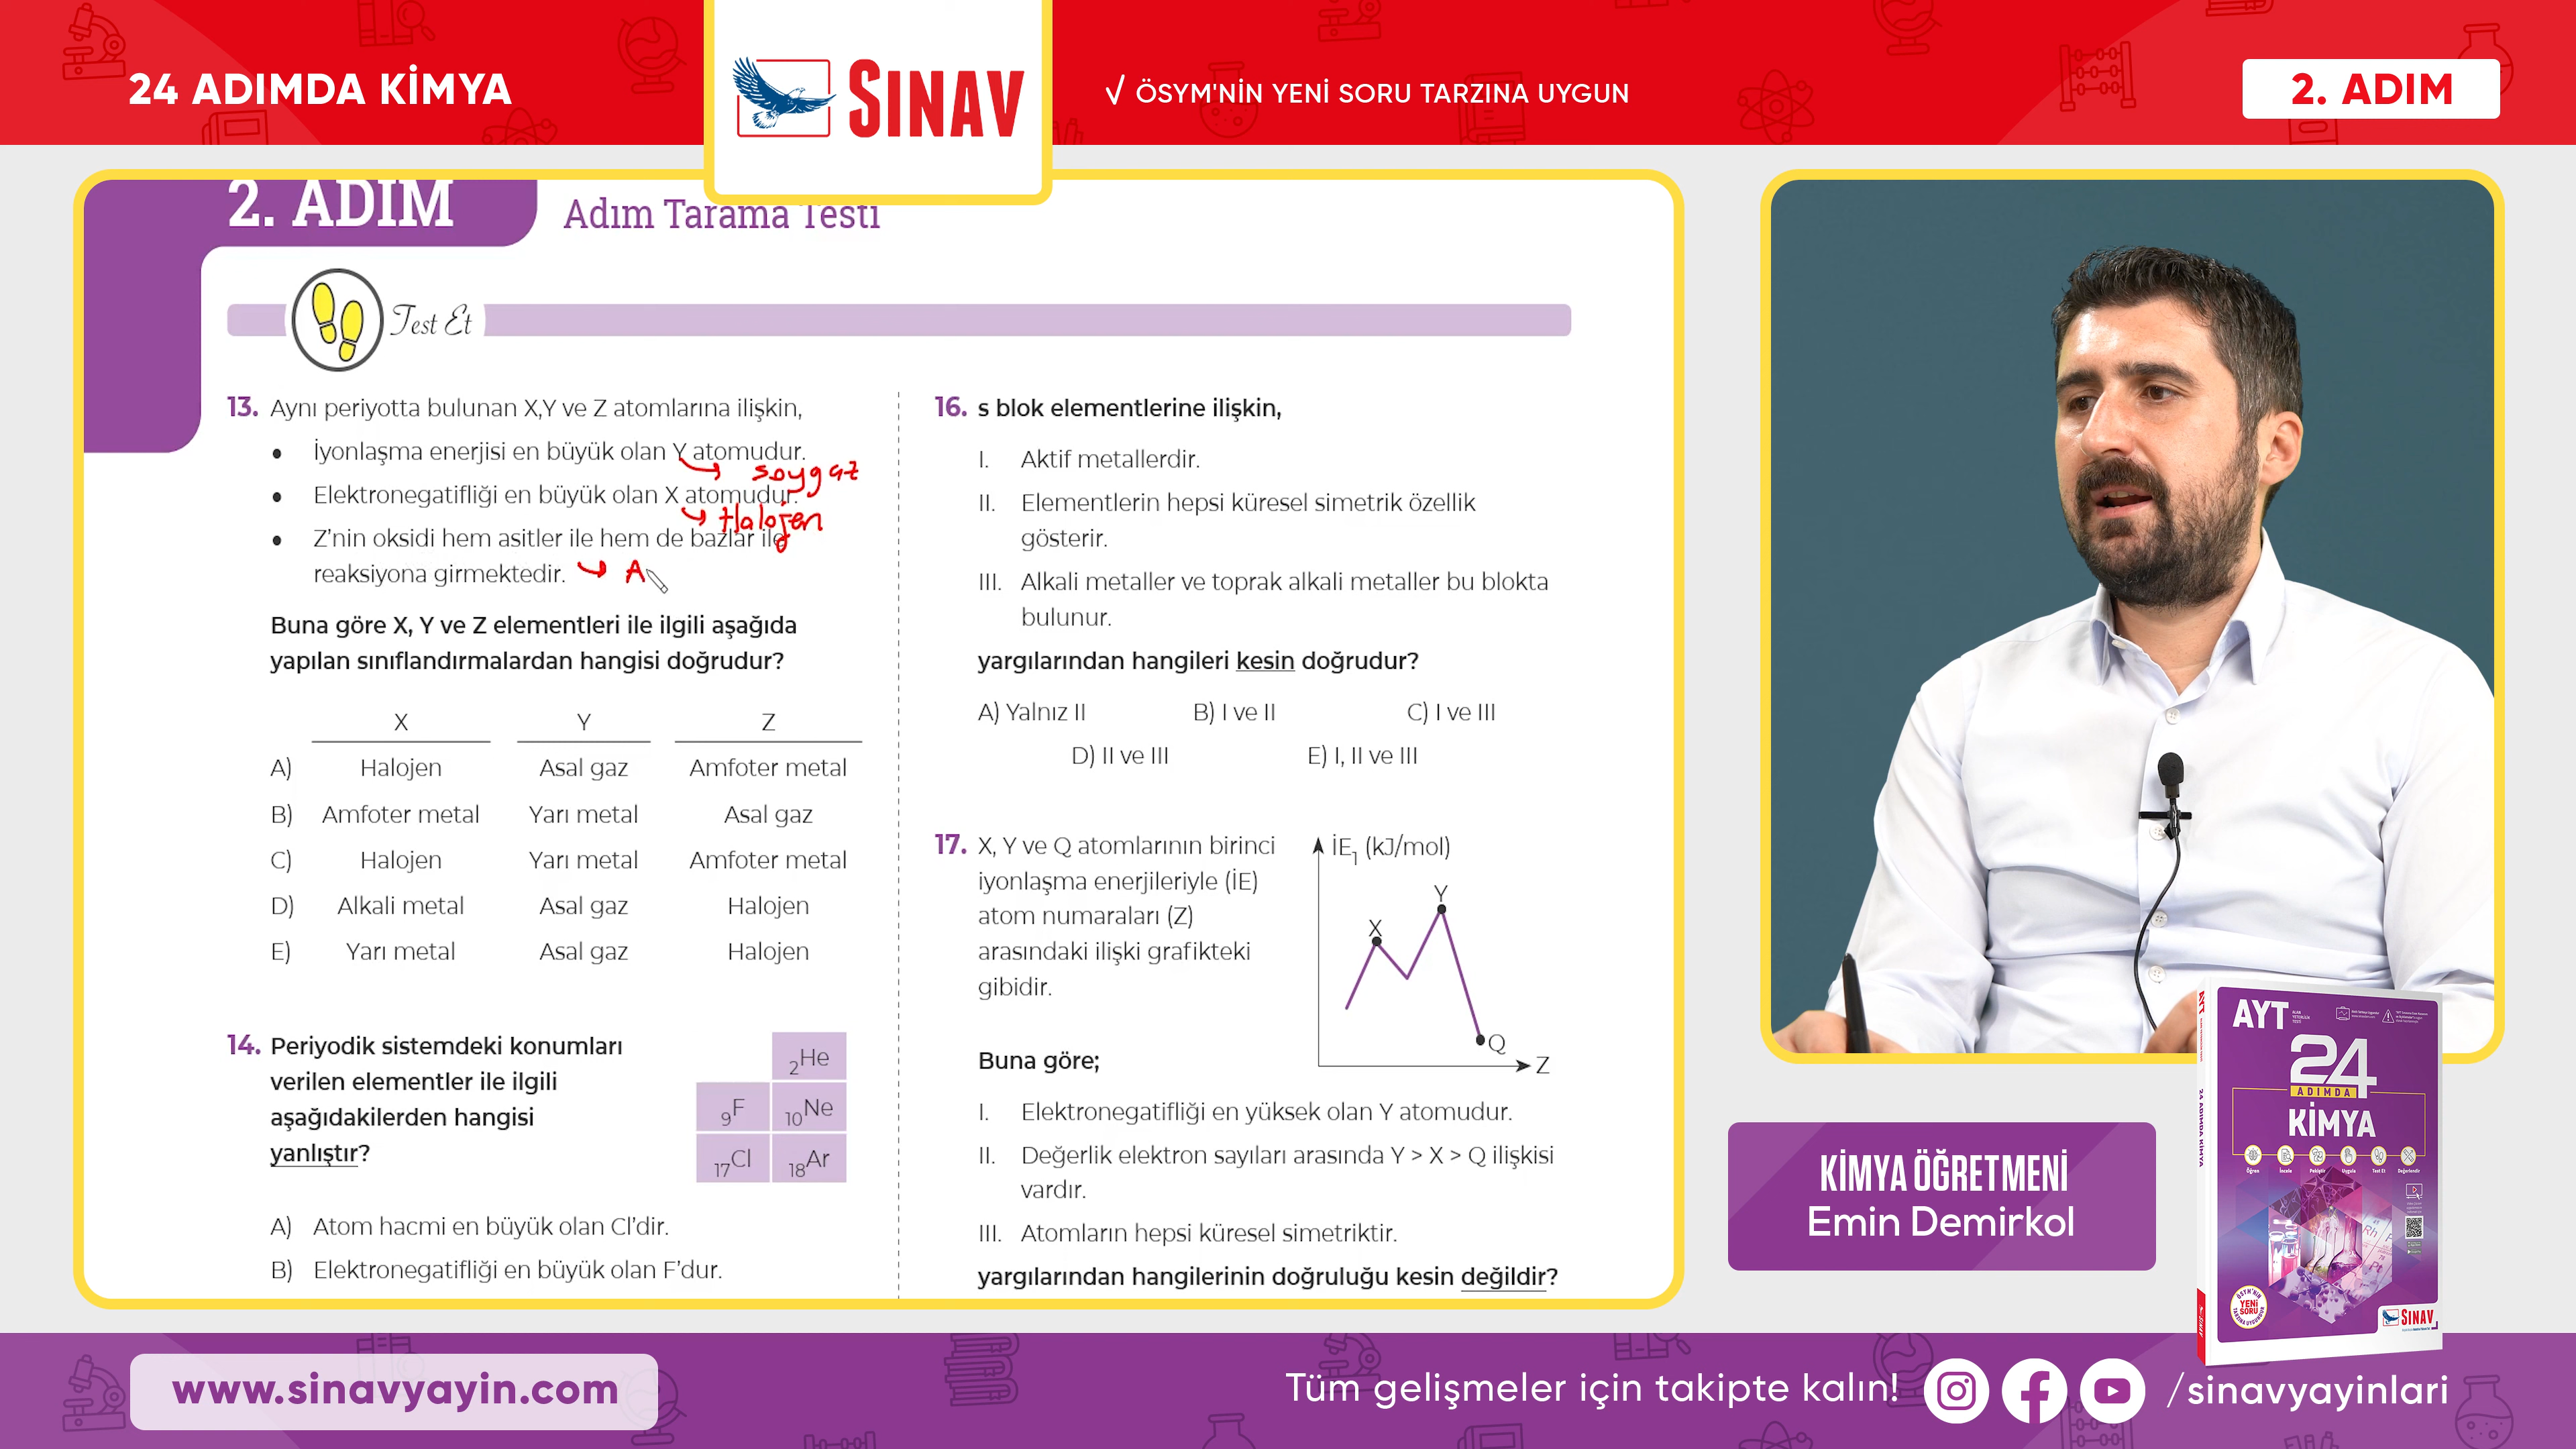 24 ADIMDA KİMYA
SINAV
√ ÖSYM'NİN YENİ SORU TARZINA UYGUN
2. ADIM
2. ADIM
Adım Tarama Testi
Test Et
13. Aynı periyotta bulunan X,Y ve Z atomlarına ilişkin,
• İyonlaşma enerjisi en büyük olan Y atomudur.
soygaz
• Elektronegatifliği en büyük olan X atomudur.
Halojen
• Z'nin oksidi hem asitler ile hem de bazlar ile
reaksiyona girmektedir. A
Buna göre X, Y ve Z elementleri ile ilgili aşağıda
yapılan sınıflandırmalardan hangisi doğrudur?
X Y Z
A) Halojen Asal gaz Amfoter metal
B) Amfoter metal Yarı metal Asal gaz
C) Halojen Yarı metal Amfoter metal
D) Alkali metal Asal gaz Halojen
E) Yarı metal Asal gaz Halojen
14. Periyodik sistemdeki konumları
verilen elementler ile ilgili
aşağıdakilerden hangisi
yanlıştır?
2He
9F 10Ne
17Cl 18Ar
A) Atom hacmi en büyük olan Cl'dir.
B) Elektronegatifliği en büyük olan F'dur.
16. s blok elementlerine ilişkin,
I. Aktif metallerdir.
II. Elementlerin hepsi küresel simetrik özellik
gösterir.
III. Alkali metaller ve toprak alkali metaller bu blokta
bulunur.
yargılarından hangileri kesin doğrudur?
A) Yalnız II B) I ve II C) I ve III
D) II ve III E) I, II ve III
17. X, Y ve Q atomlarının birinci
iyonlaşma enerjileriyle (İE)
atom numaraları (Z)
arasındaki ilişki grafikteki
gibidir.
İE1 (kJ/mol)
Y
X
Q
Z
Buna göre;
I. Elektronegatifliği en yüksek olan Y atomudur.
II. Değerlik elektron sayıları arasında Y > X > Q ilişkisi
vardır.
III. Atomların hepsi küresel simetriktir.
yargılarından hangilerinin doğruluğu kesin değildir?
KİMYA ÖĞRETMENİ
Emin Demirkol
AYT
24
ADIMDA
KİMYA
YENİ
SORU
SINAV
24 ADIMDA KİMYA
www.sinavyayin.com
Tüm gelişmeler için takipte kalın!
/sinavyayinlari